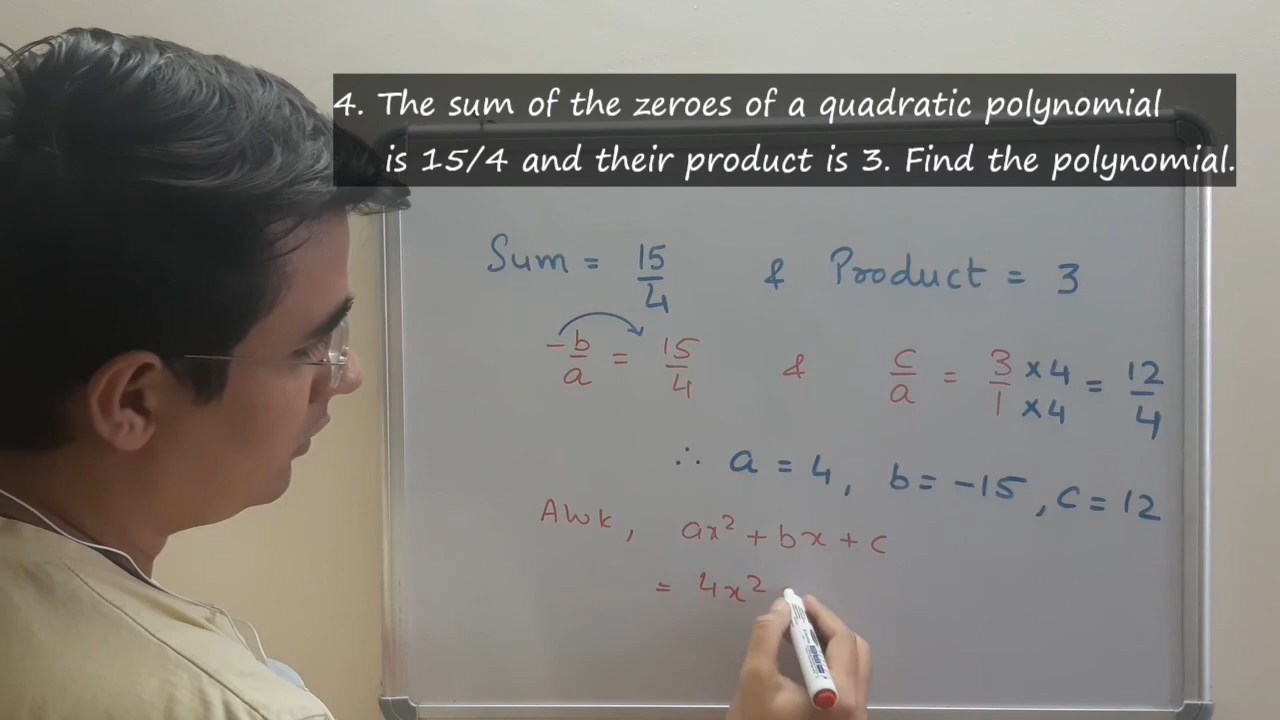 4. The sum of the zeroes of a quadratic polynomial
is 15/4 and their product is 3. Find the polynomial.
Sum = 15/4 & Product = 3
-b/a = 15/4 & c/a = 3/1 ×4/×4 = 12/4
∴ a = 4, b = -15, c = 12
AWK, ax² + bx + c
= 4x²